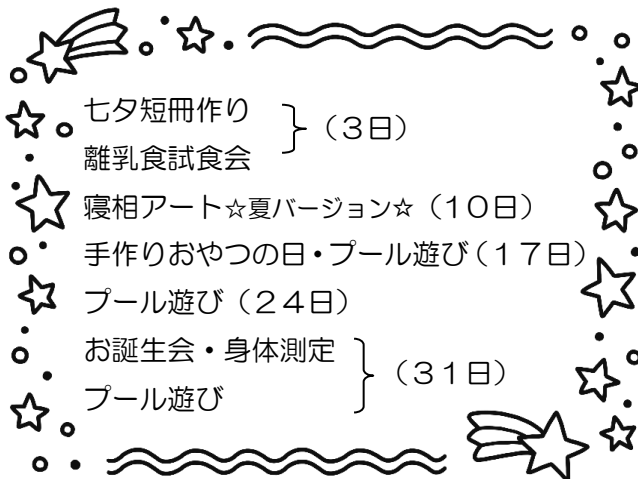 七夕短冊作り
離乳食試食会
（３日）
寝相アート☆夏バージョン☆（１０日）
手作りおやつの日・プール遊び（１７日）
プール遊び（２４日）
お誕生会・身体測定
プール遊び
（３１日）